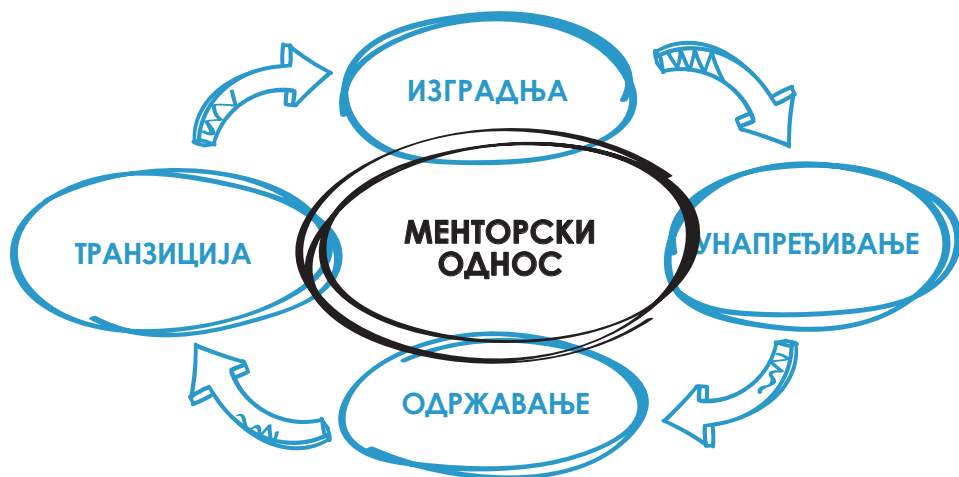 ИЗГРАДЊА
ТРАНЗИЦИЈА
МЕНТОРСКИ
ОДНОС
УНАПРЕЂИВАЊЕ
ОДРЖАВАЊЕ